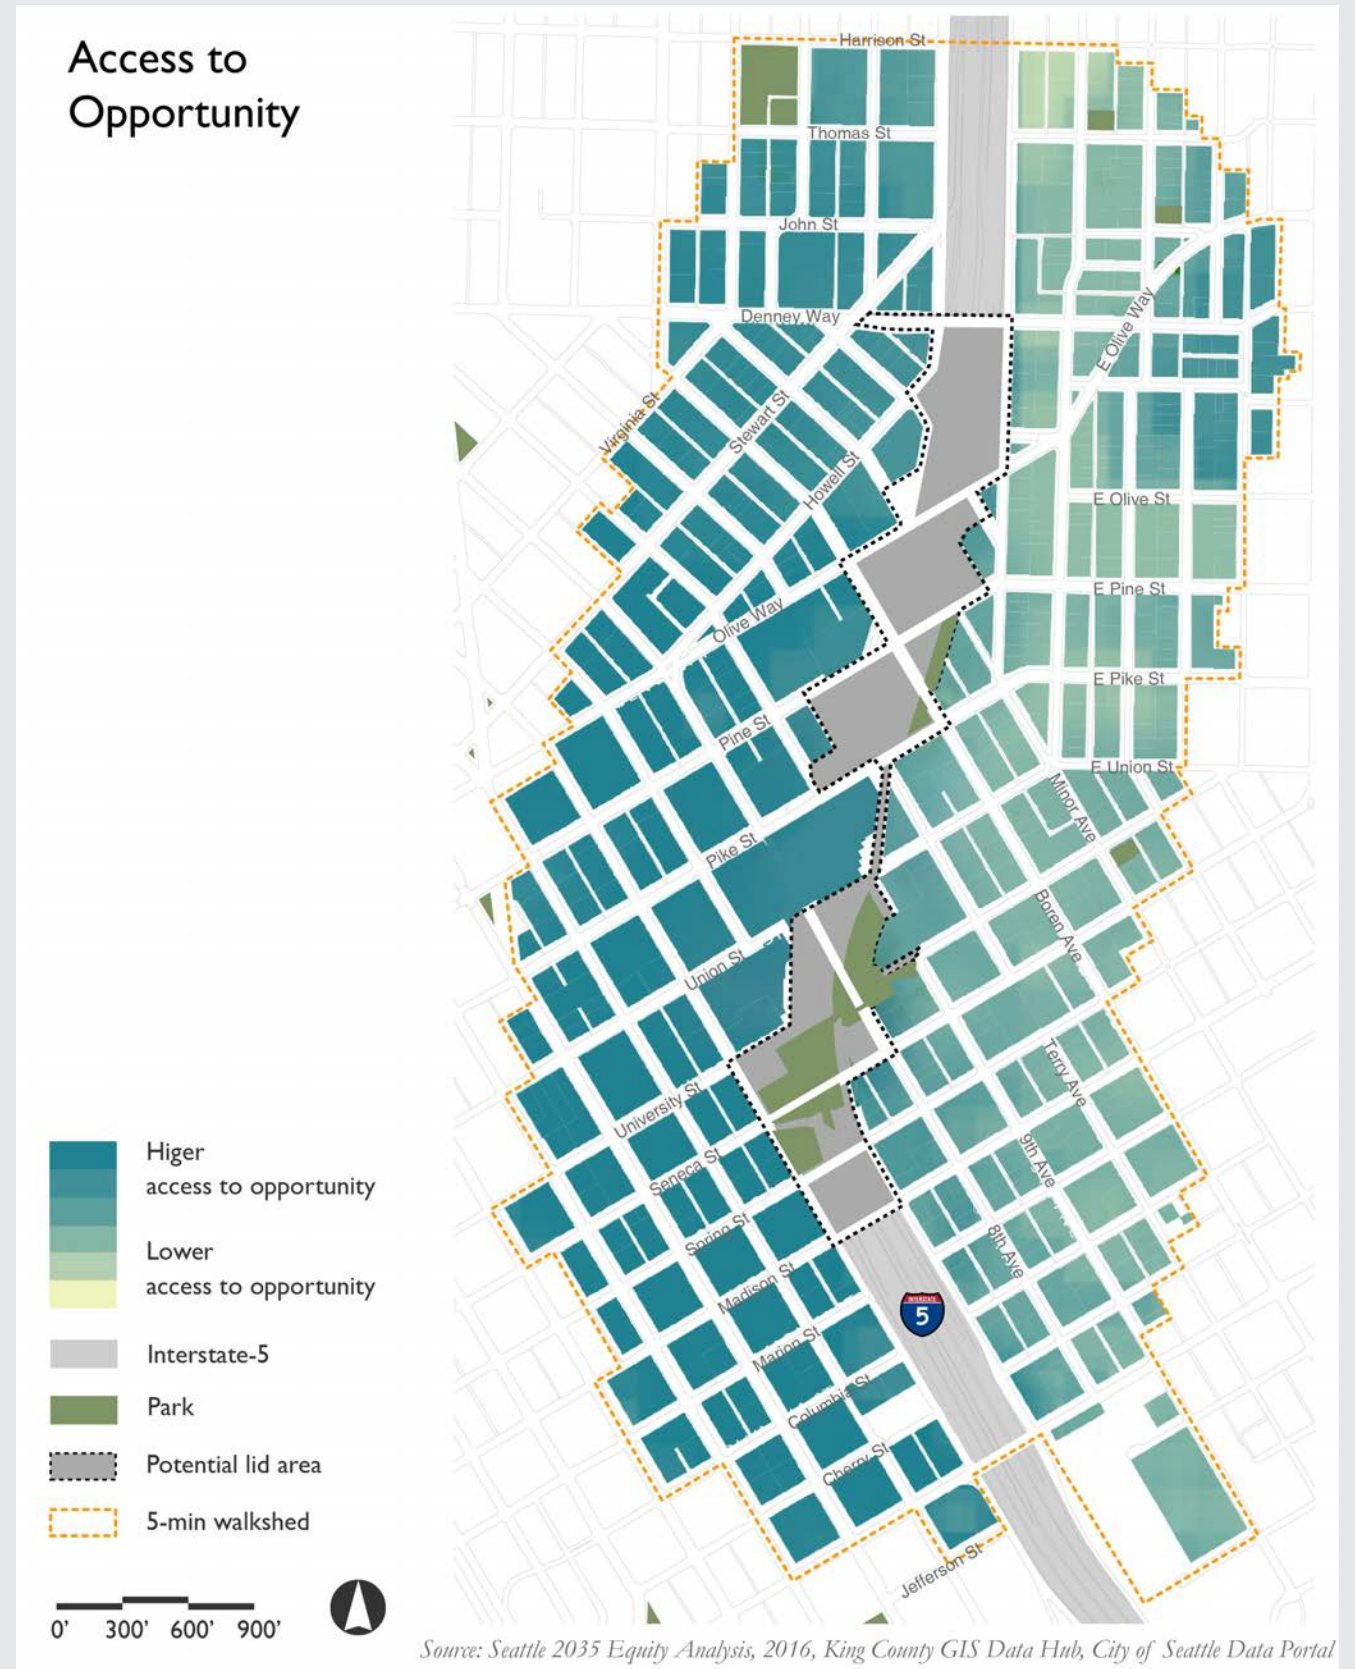 Access to
Opportunity
Harrison St
Thomas St
John St
Denney Way
E Olive Way
Virginia St
Stewart St
Howell St
E Olive St
E Pine St
Olive Way
E Pike St
Pine St
E Union St
Minor Ave
Pike St
Boren Ave
Union St
Terry Ave
University St
9th Ave
Seneca St
8th Ave
Spring St
Madison St
INTERSTATE
5
Marion St
Columbia St
Cherry St
Jefferson St
Higer
access to opportunity
Lower
access to opportunity
Interstate-5
Park
Potential lid area
5-min walkshed
0' 300' 600' 900'
Source: Seattle 2035 Equity Analysis, 2016, King County GIS Data Hub, City of Seattle Data Portal